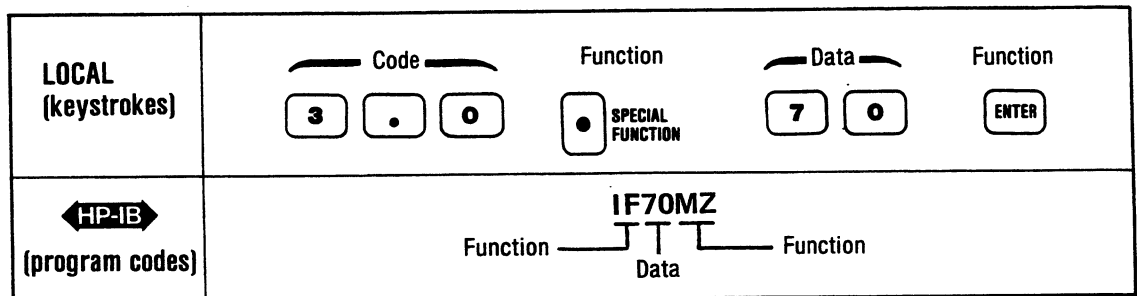 LOCAL
(keystrokes)
Code Function Data Function
3 . 0 SPECIAL FUNCTION 7 0 ENTER
HP-IB
(program codes)
IF70MZ
Function Function
Data